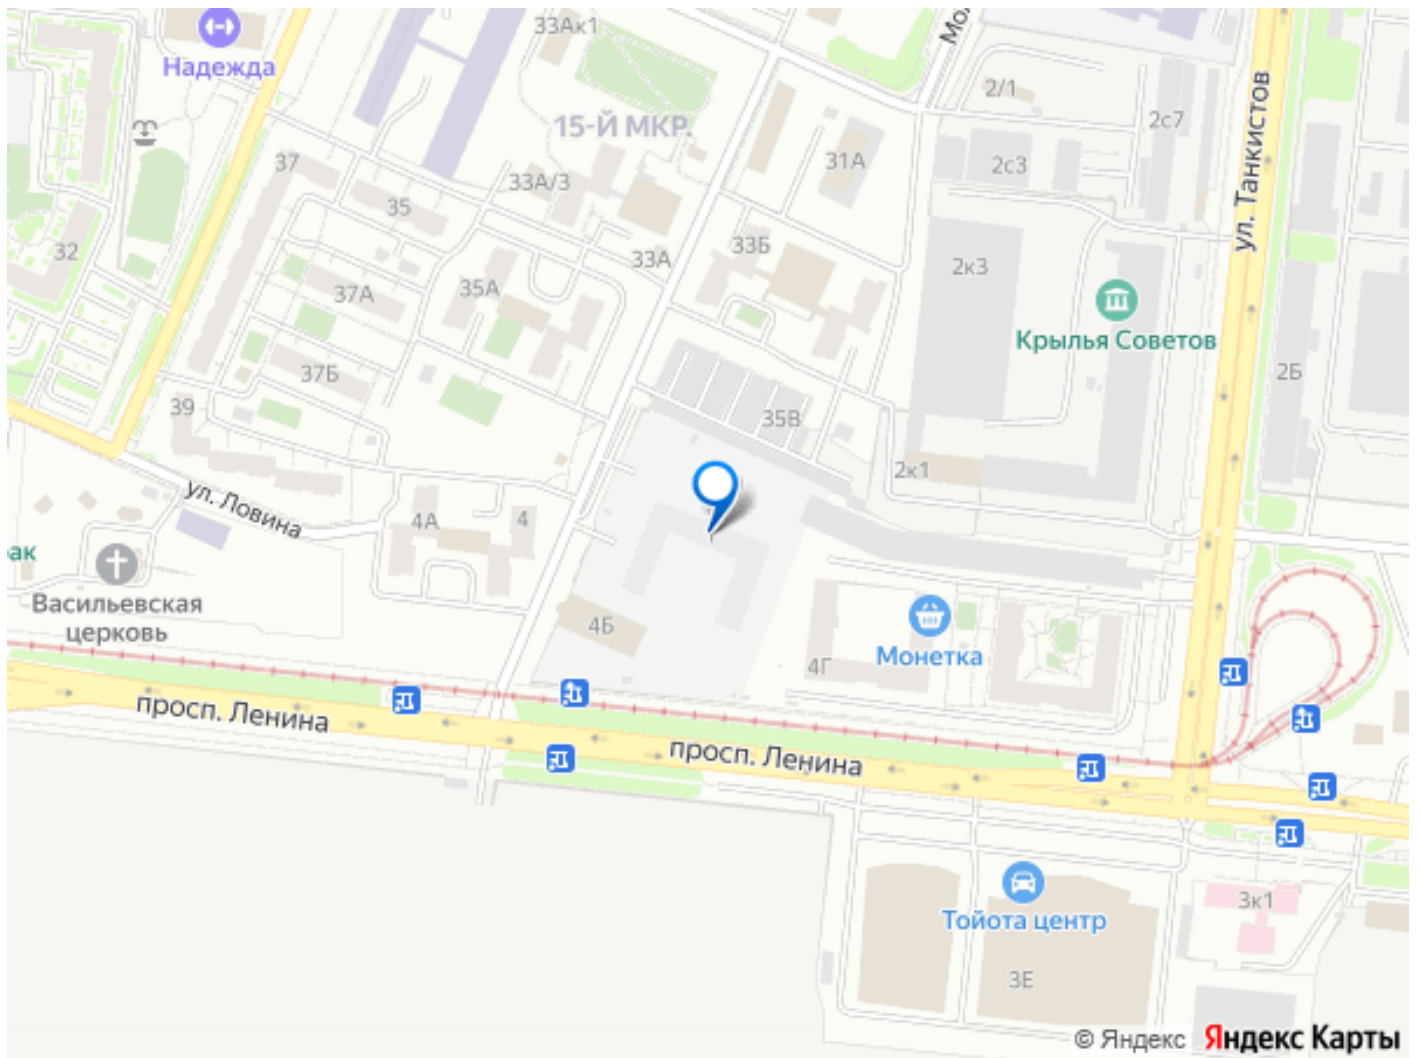 33Ак1
Надежда
2/1
15-Й МКР.
2с7
ул. Танкистов
37
31А
2с3
33А/3
35
32
33Б
33А
2к3
37А
35А
Крылья Советов
37Б
2Б
39
35В
2к1
ул. Ловина
4А
4
Васильевская
церковь
4Б
Монетка
4Г
просп. Ленина
просп. Ленина
3к1
Тойота центр
3Е
© Яндекс Яндекс Карты